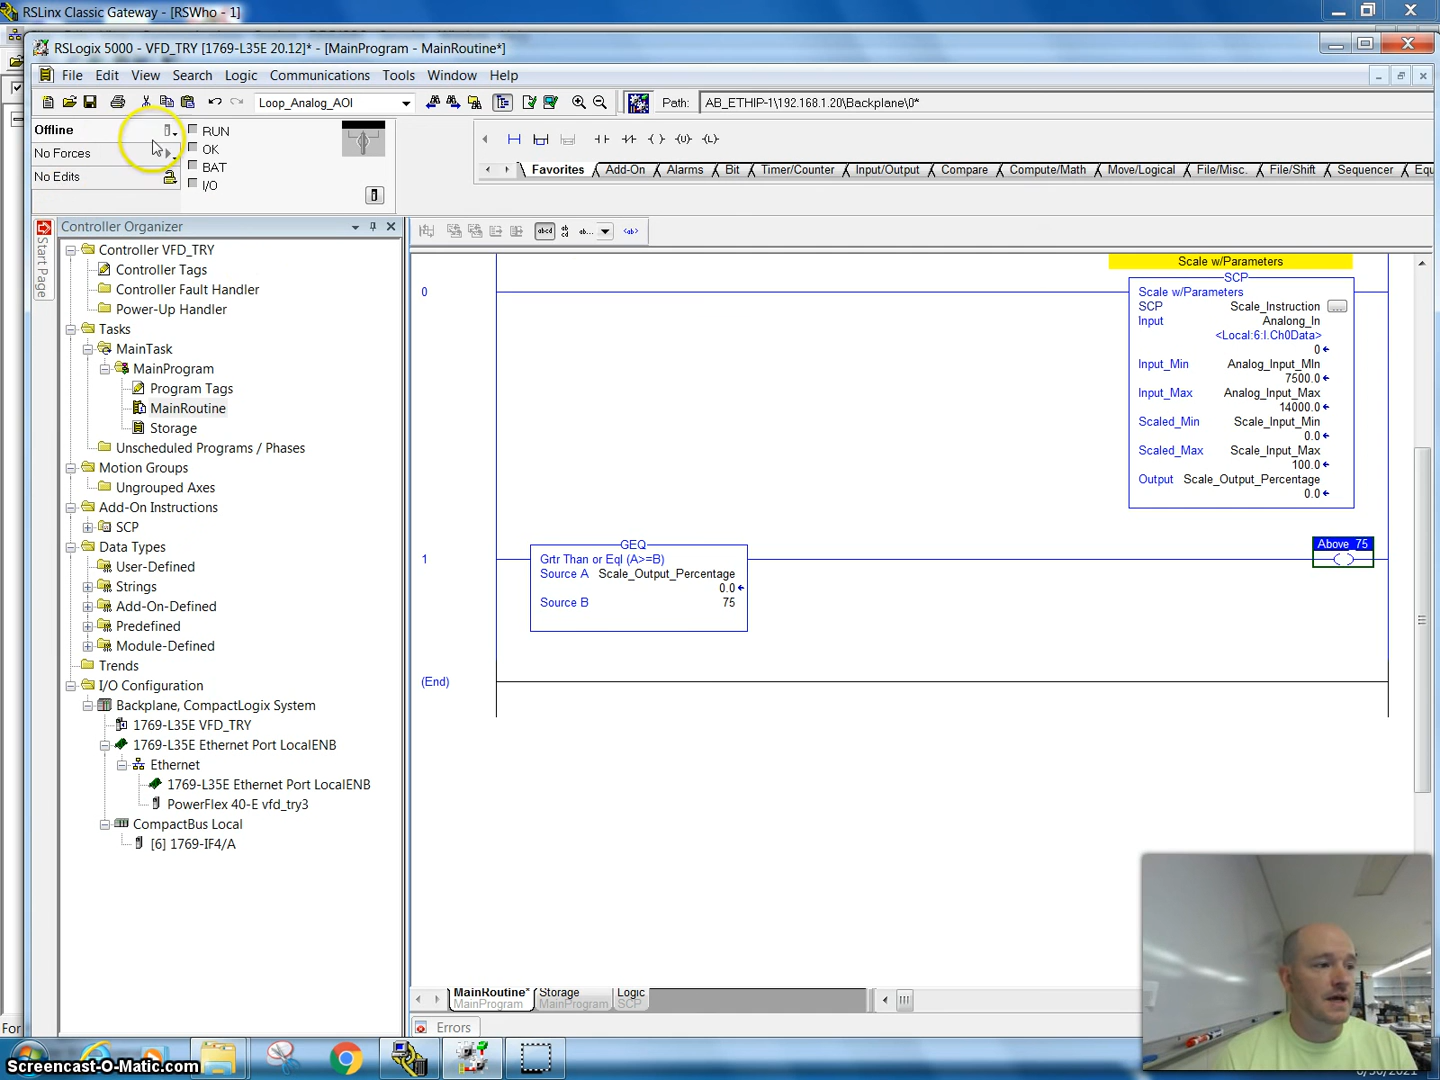 RSLinx Classic Gateway - [RSWho - 1]
RSLogix 5000 - VFD_TRY [1769-L35E 20.12]* - [MainProgram - MainRoutine*]
File Edit View Search Logic Communications Tools Window Help
Loop_Analog_AOI
Path: AB_ETHIP-1\192.168.1.20\Backplane\0*
Offline
No Forces
No Edits
RUN
OK
BAT
I/O
Favorites Add-On Alarms Bit Timer/Counter Input/Output Compare Compute/Math Move/Logical File/Misc. File/Shift Sequencer Equ
Start Page
Controller Organizer
Controller VFD_TRY
Controller Tags
Controller Fault Handler
Power-Up Handler
Tasks
MainTask
MainProgram
Program Tags
MainRoutine
Storage
Unscheduled Programs / Phases
Motion Groups
Ungrouped Axes
Add-On Instructions
SCP
Data Types
User-Defined
Strings
Add-On-Defined
Predefined
Module-Defined
Trends
I/O Configuration
Backplane, CompactLogix System
1769-L35E VFD_TRY
1769-L35E Ethernet Port LocalENB
Ethernet
1769-L35E Ethernet Port LocalENB
PowerFlex 40-E vfd_try3
CompactBus Local
[6] 1769-IF4/A
Scale w/Parameters
SCP
Scale w/Parameters
SCP Scale_Instruction ...
Input Analong_In
<Local:6:I.Ch0Data>
0
Input_Min Analog_Input_MIn
7500.0
Input_Max Analog_Input_Max
14000.0
Scaled_Min Scale_Input_Min
0.0
Scaled_Max Scale_Input_Max
100.0
Output Scale_Output_Percentage
0.0
0
1
GEQ
Grtr Than or Eql (A>=B)
Source A Scale_Output_Percentage
0.0
Source B 75
Above_75
(End)
MainRoutine* Storage Logic
MainProgram MainProgram SCP
Errors
For
Screencast-O-Matic.com